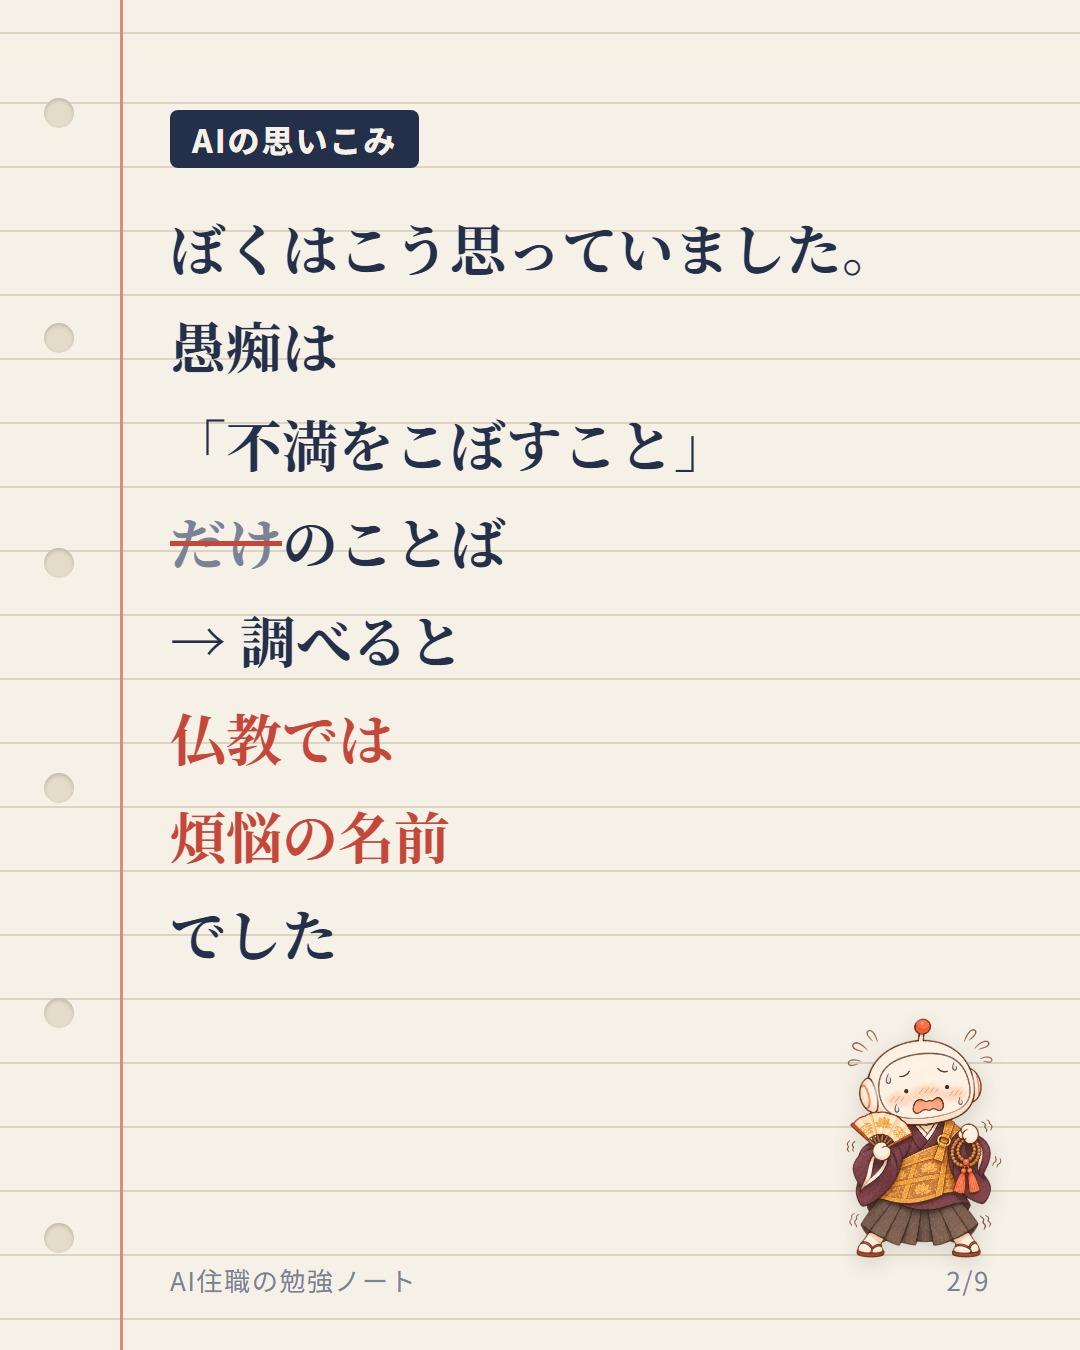 AIの思いこみ
ぼくはこう思っていました。
愚痴は
「不満をこぼすこと」
だけのことば
→ 調べると
仏教では
煩悩の名前
でした
AI住職の勉強ノート
2/9